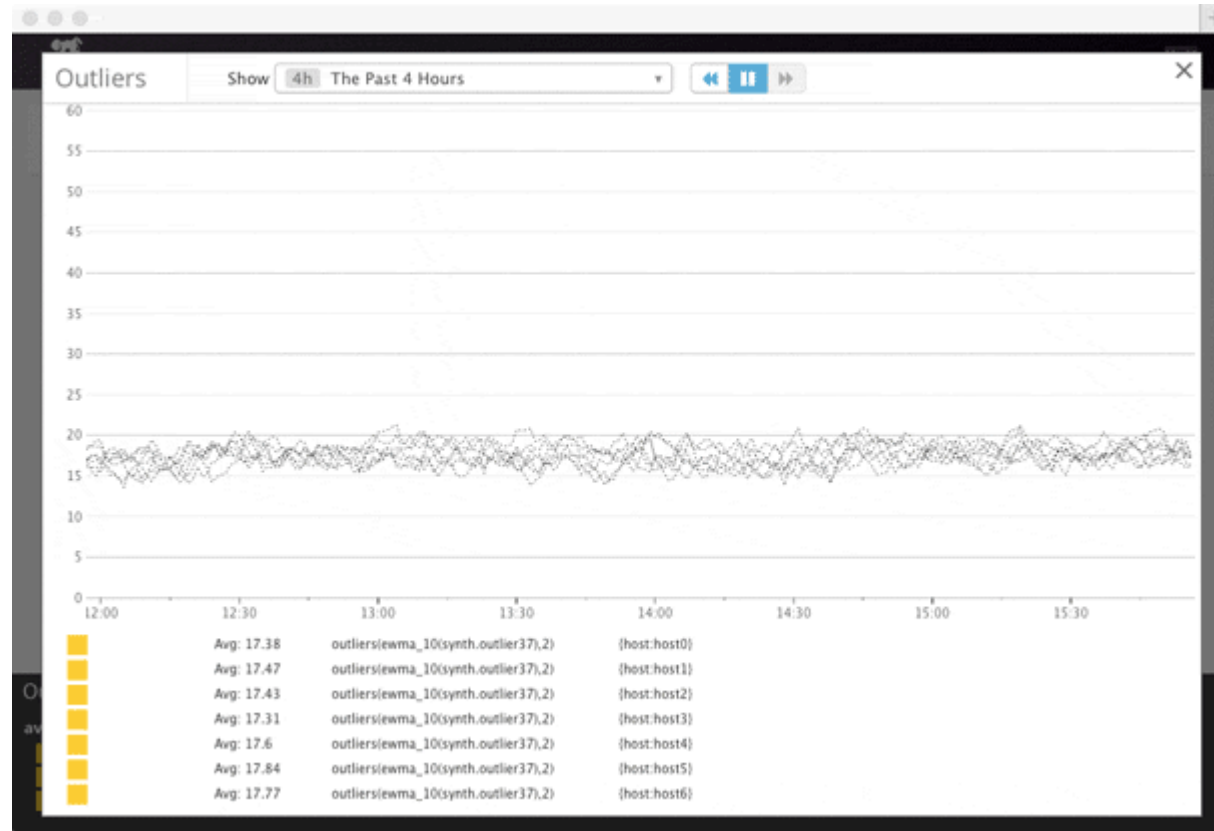 Outliers Show 4h The Past 4 Hours
60
55
50
45
40
35
30
25
20
15
10
5
0
12:00 12:30 13:00 13:30 14:00 14:30 15:00 15:30
Avg: 17.38 outliers(ewma_10(synth.outlier37),2) {host:host0}
Avg: 17.47 outliers(ewma_10(synth.outlier37),2) {host:host1}
Avg: 17.43 outliers(ewma_10(synth.outlier37),2) {host:host2}
Avg: 17.31 outliers(ewma_10(synth.outlier37),2) {host:host3}
Avg: 17.6 outliers(ewma_10(synth.outlier37),2) {host:host4}
Avg: 17.84 outliers(ewma_10(synth.outlier37),2) {host:host5}
Avg: 17.77 outliers(ewma_10(synth.outlier37),2) {host:host6}